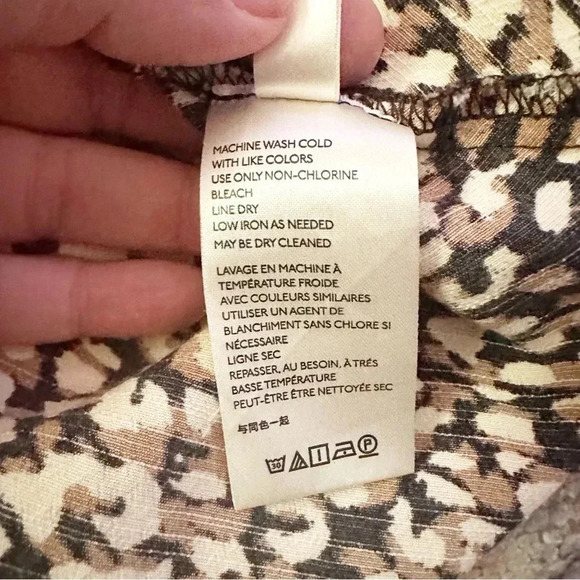 MACHINE WASH COLD
WITH LIKE COLORS
USE ONLY NON-CHLORINE
BLEACH
LINE DRY
LOW IRON AS NEEDED
MAY BE DRY CLEANED
LAVAGE EN MACHINE À
TEMPÉRATURE FROIDE
AVEC COULEURS SIMILAIRES
UTILISER UN AGENT DE
BLANCHIMENT SANS CHLORE SI
NÉCESSAIRE
LIGNE SEC
REPASSER, AU BESOIN, À TRÉS
BASSE TEMPÉRATURE
PEUT-ÊTRE ÊTRE NETTOYÉE SEC
与同色一起
30 P